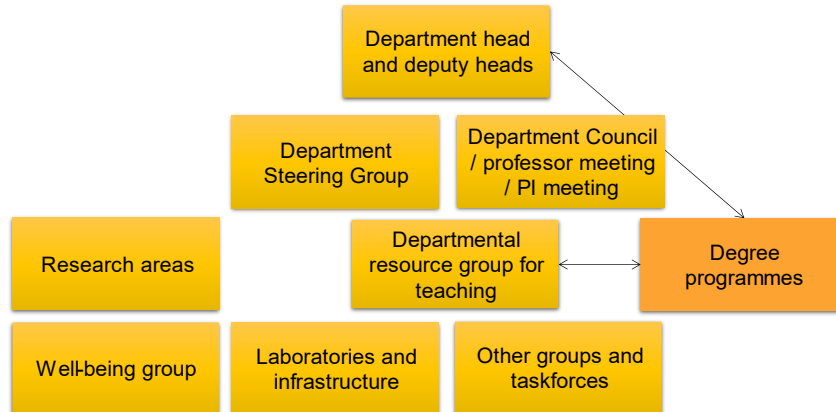 Department head
and deputy heads
Department
Steering Group
Department Council
/ professor meeting
/ PI meeting
Research areas
Departmental
resource group for
teaching
Degree
programmes
Well-being group
Laboratories and
infrastructure
Other groups and
taskforces